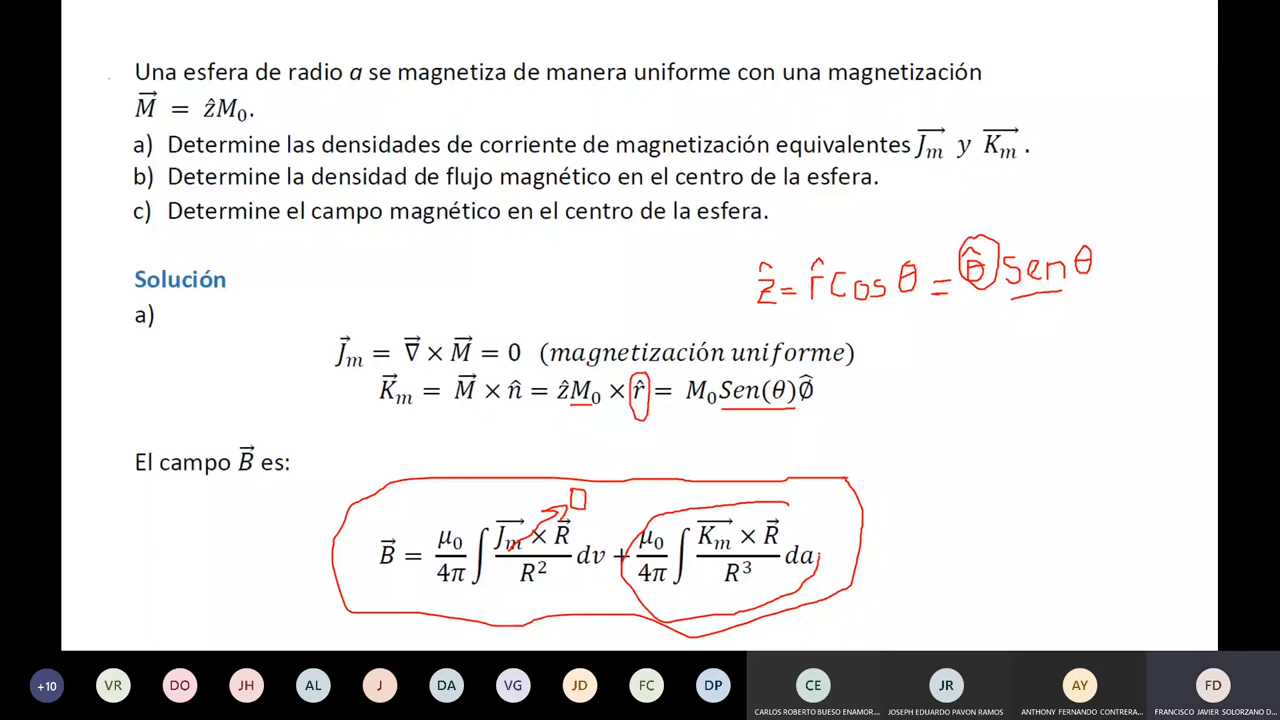 Una esfera de radio a se magnetiza de manera uniforme con una magnetización
M⃗ = ẑM₀.
a) Determine las densidades de corriente de magnetización equivalentes J⃗ₘ y K⃗ₘ .
b) Determine la densidad de flujo magnético en el centro de la esfera.
c) Determine el campo magnético en el centro de la esfera.
ẑ = r̂ Cos θ = θ̂ Sen θ
Solución
a)
J⃗ₘ = ∇⃗ × M⃗ = 0 (magnetización uniforme)
K⃗ₘ = M⃗ × n̂ = ẑM₀ × r̂ = M₀Sen(θ)∅̂
El campo B⃗ es:
0
B⃗ = μ₀/4π ∫ J⃗ₘ × R⃗/R² dv + μ₀/4π ∫ K⃗ₘ × R⃗/R³ da
+10 VR DO JH AL J DA VG JD FC DP CE JR AY FD
CARLOS ROBERTO BUESO ENAMOR... JOSEPH EDUARDO PAVON RAMOS ANTHONY FERNANDO CONTRERA... FRANCISCO JAVIER SOLORZANO D...